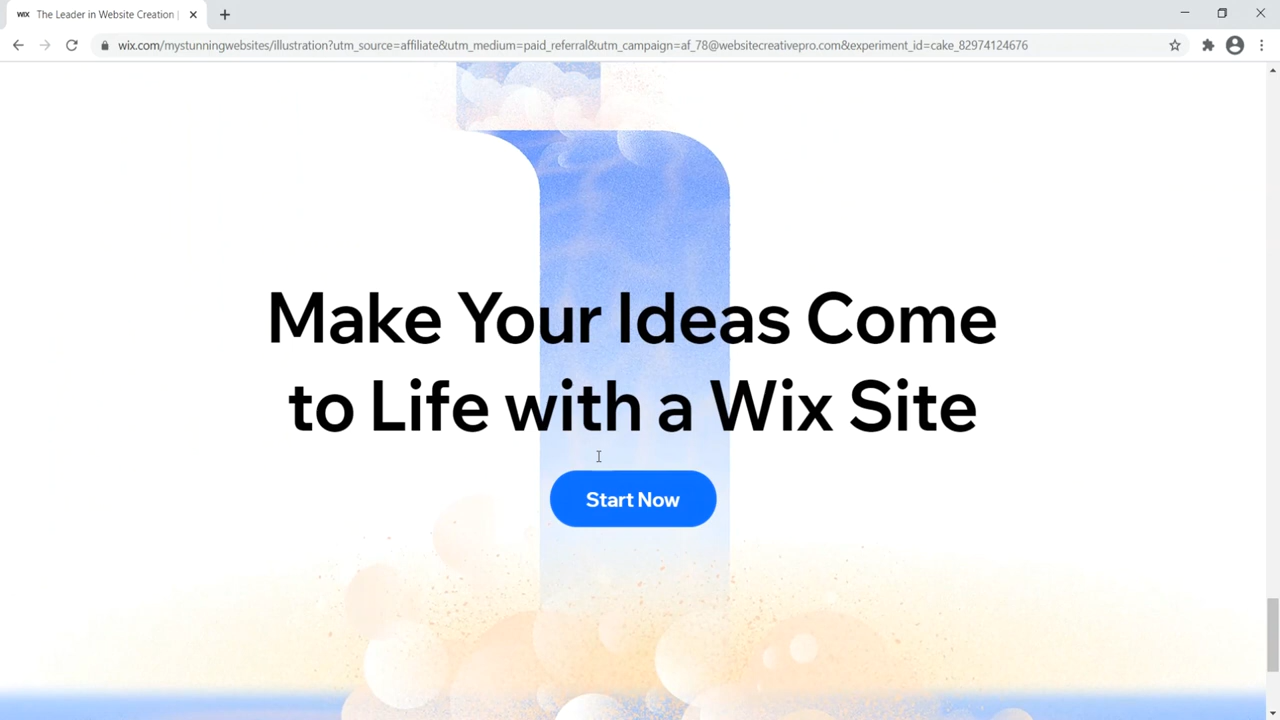 WIX The Leader in Website Creation |
wix.com/mystunningwebsites/illustration?utm_source=affiliate&utm_medium=paid_referral&utm_campaign=af_78@websitecreativepro.com&experiment_id=cake_82974124676
Make Your Ideas Come
to Life with a Wix Site
Start Now